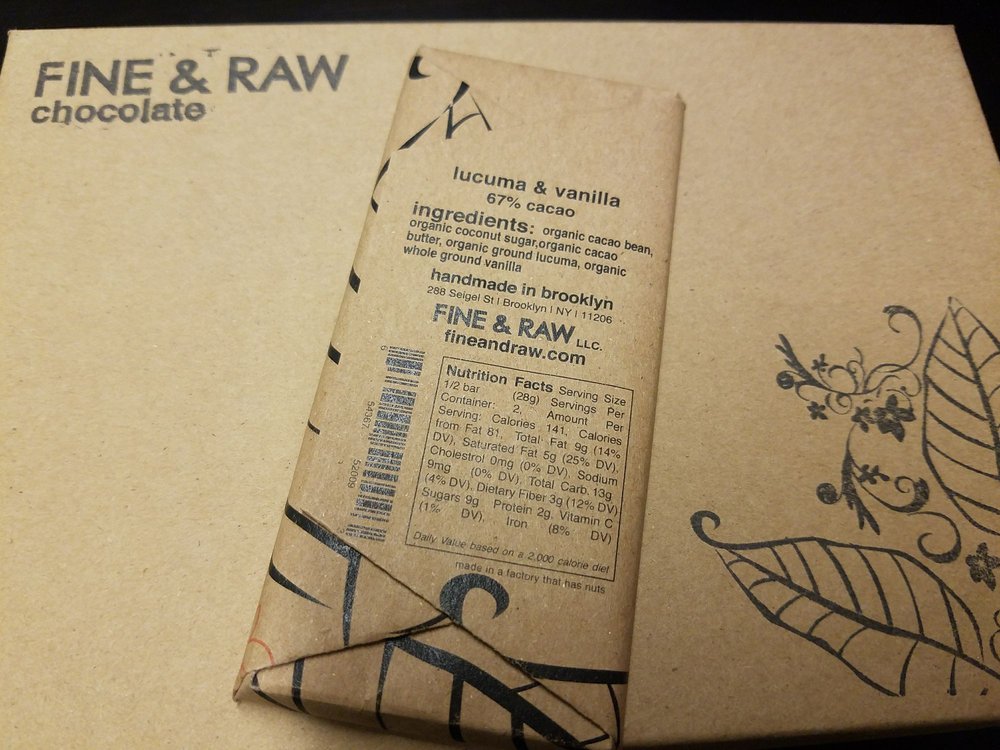 FINE & RAW
chocolate
lucuma & vanilla
67% cacao
ingredients: organic cacao bean,
organic coconut sugar,organic cacao
butter, organic ground lucuma, organic
whole ground vanilla
handmade in brooklyn
288 Seigel St | Brooklyn | NY | 11206
FINE & RAW LLC.
fineandraw.com
Nutrition Facts Serving Size
1/2 bar (28g) Servings Per
Container: 2, Amount Per
Serving: Calories 141, Calories
from Fat 81, Total Fat 9g (14%
DV), Saturated Fat 5g (25% DV),
Cholestrol 0mg (0% DV), Sodium
9mg (0% DV), Total Carb. 13g
(4% DV), Dietary Fiber 3g (12% DV)
Sugars 9g Protein 2g, Vitamin C
(1% DV), Iron (8% DV)
Daily Value based on a 2,000 calorie diet
made in a factory that has nuts
6 54367 52009